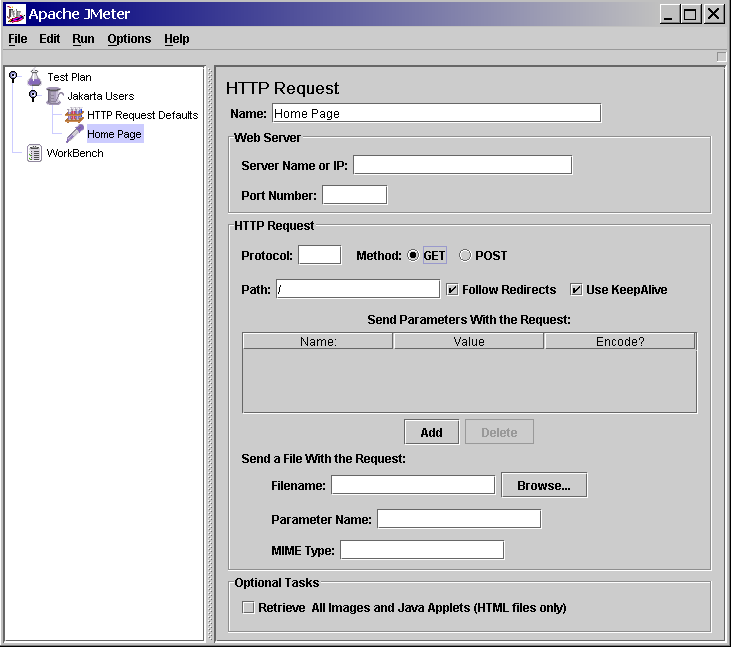 Apache JMeter
File Edit Run Options Help
Test Plan
Jakarta Users
HTTP Request Defaults
Home Page
WorkBench
HTTP Request
Name: Home Page
Web Server
Server Name or IP:
Port Number:
HTTP Request
Protocol: Method: GET POST
Path: / Follow Redirects Use KeepAlive
Send Parameters With the Request:
Name: Value Encode?
Add Delete
Send a File With the Request:
Filename: Browse...
Parameter Name:
MIME Type:
Optional Tasks
Retrieve All Images and Java Applets (HTML files only)